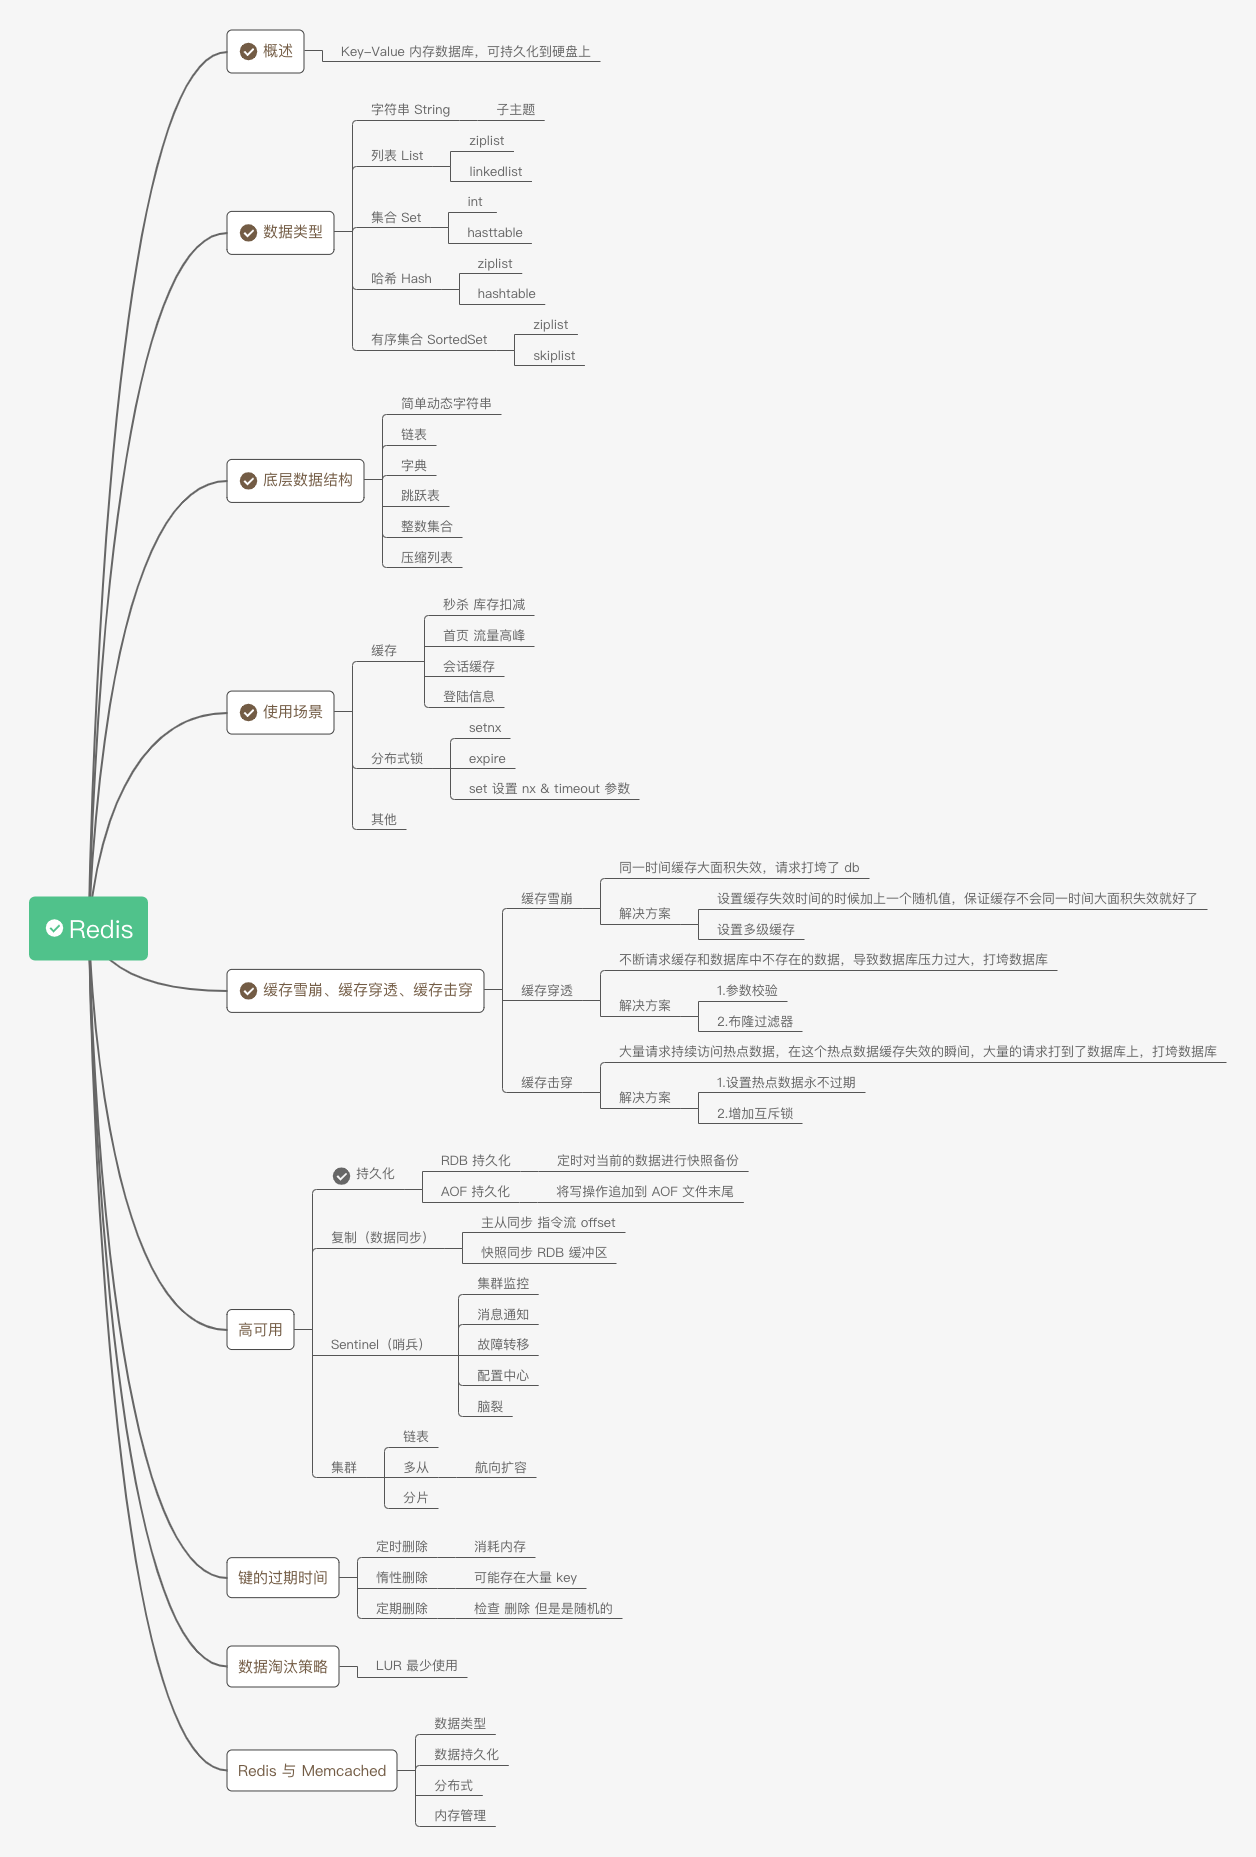 Redis
概述
Key-Value 内存数据库，可持久化到硬盘上
数据类型
字符串 String
子主题
列表 List
ziplist
linkedlist
集合 Set
int
hasttable
哈希 Hash
ziplist
hashtable
有序集合 SortedSet
ziplist
skiplist
底层数据结构
简单动态字符串
链表
字典
跳跃表
整数集合
压缩列表
使用场景
缓存
秒杀 库存扣减
首页 流量高峰
会话缓存
登陆信息
分布式锁
setnx
expire
set 设置 nx & timeout 参数
其他
缓存雪崩、缓存穿透、缓存击穿
缓存雪崩
同一时间缓存大面积失效，请求打垮了 db
解决方案
设置缓存失效时间的时候加上一个随机值，保证缓存不会同一时间大面积失效就好了
设置多级缓存
缓存穿透
不断请求缓存和数据库中不存在的数据，导致数据库压力过大，打垮数据库
解决方案
1.参数校验
2.布隆过滤器
缓存击穿
大量请求持续访问热点数据，在这个热点数据缓存失效的瞬间，大量的请求打到了数据库上，打垮数据库
解决方案
1.设置热点数据永不过期
2.增加互斥锁
高可用
持久化
RDB 持久化
定时对当前的数据进行快照备份
AOF 持久化
将写操作追加到 AOF 文件末尾
复制（数据同步）
主从同步 指令流 offset
快照同步 RDB 缓冲区
Sentinel（哨兵）
集群监控
消息通知
故障转移
配置中心
脑裂
集群
链表
多从
航向扩容
分片
键的过期时间
定时删除
消耗内存
惰性删除
可能存在大量 key
定期删除
检查 删除 但是是随机的
数据淘汰策略
LUR 最少使用
Redis 与 Memcached
数据类型
数据持久化
分布式
内存管理